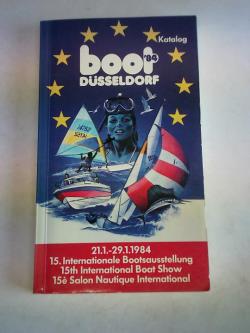 Katalog
boot '84
DÜSSELDORF
21.1.-29.1.1984
15. Internationale Bootsausstellung
15th International Boat Show
15è Salon Nautique International